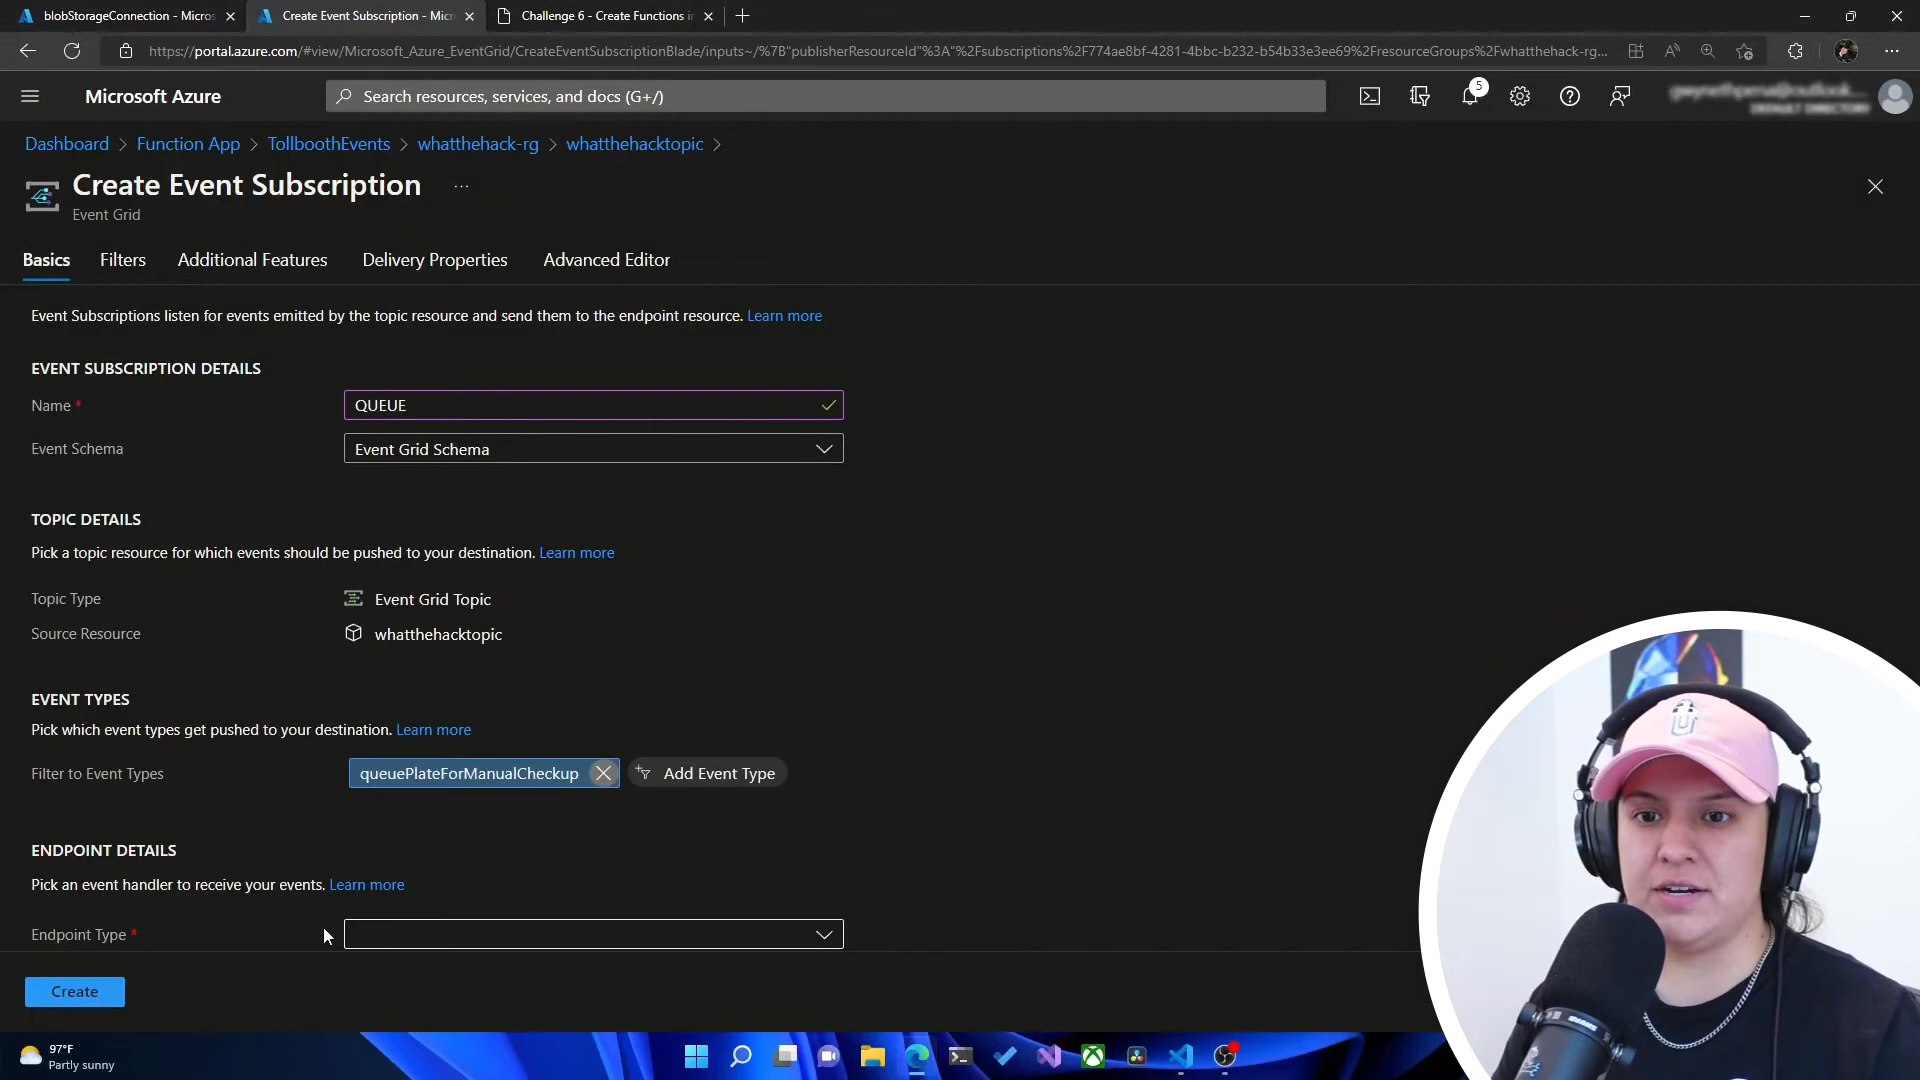 blobStorageConnection - Micros
Create Event Subscription - Micr
Challenge 6 - Create Functions i
https://portal.azure.com/#view/Microsoft_Azure_EventGrid/CreateEventSubscriptionBlade/inputs~/%7B"publisherResourceId"%3A"%2Fsubscriptions%2F774ae8bf-4281-4bbc-b232-b54b33e3ee69%2FresourceGroups%2Fwhatthehack-rg...
Microsoft Azure
Search resources, services, and docs (G+/)
5
DEFAULT DIRECTORY
Dashboard > Function App > TollboothEvents > whatthehack-rg > whatthehacktopic >
Create Event Subscription ...
Event Grid
Basics Filters Additional Features Delivery Properties Advanced Editor
Event Subscriptions listen for events emitted by the topic resource and send them to the endpoint resource. Learn more
EVENT SUBSCRIPTION DETAILS
Name * QUEUE
Event Schema Event Grid Schema
TOPIC DETAILS
Pick a topic resource for which events should be pushed to your destination. Learn more
Topic Type Event Grid Topic
Source Resource whatthehacktopic
EVENT TYPES
Pick which event types get pushed to your destination. Learn more
Filter to Event Types queuePlateForManualCheckup Add Event Type
ENDPOINT DETAILS
Pick an event handler to receive your events. Learn more
Endpoint Type *
Create
97°F
Partly sunny